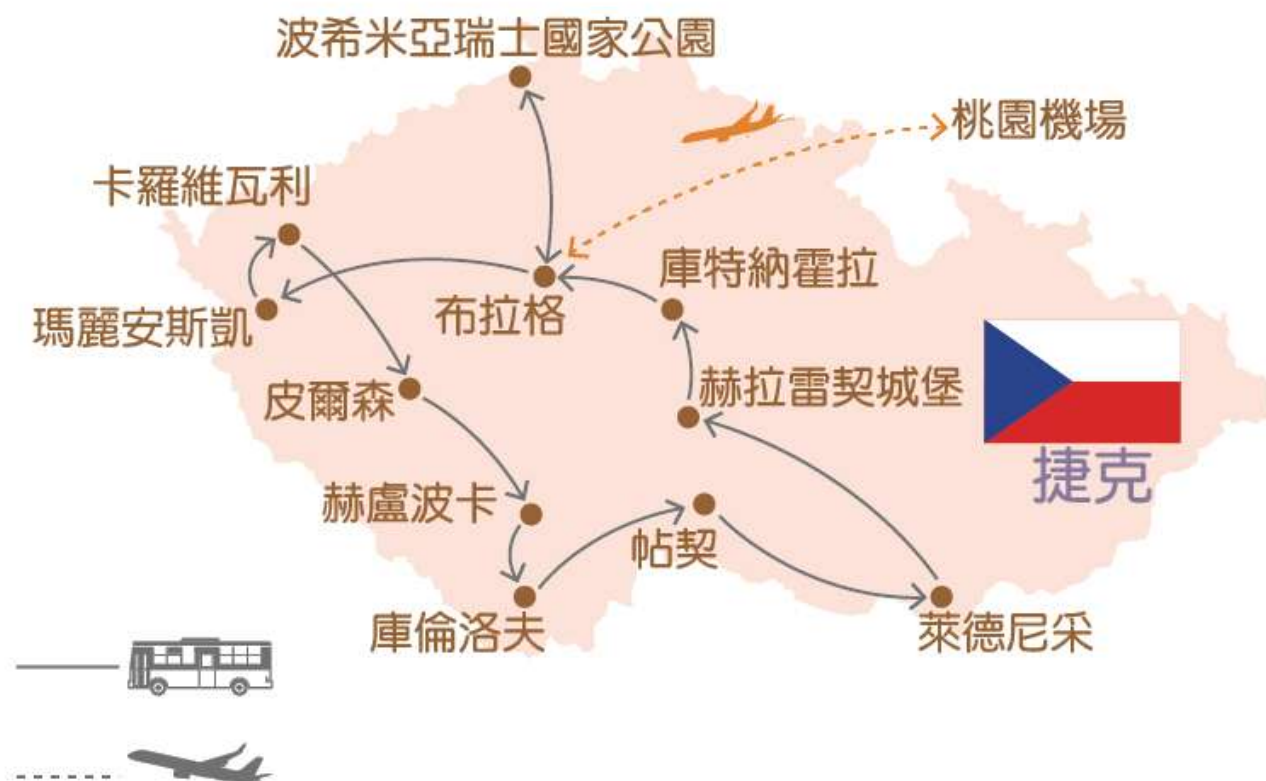 波希米亞瑞士國家公園
桃園機場
卡羅維瓦利
庫特納霍拉
瑪麗安斯凱
布拉格
皮爾森
赫拉雷契城堡
捷克
赫盧波卡
帖契
庫倫洛夫
萊德尼采